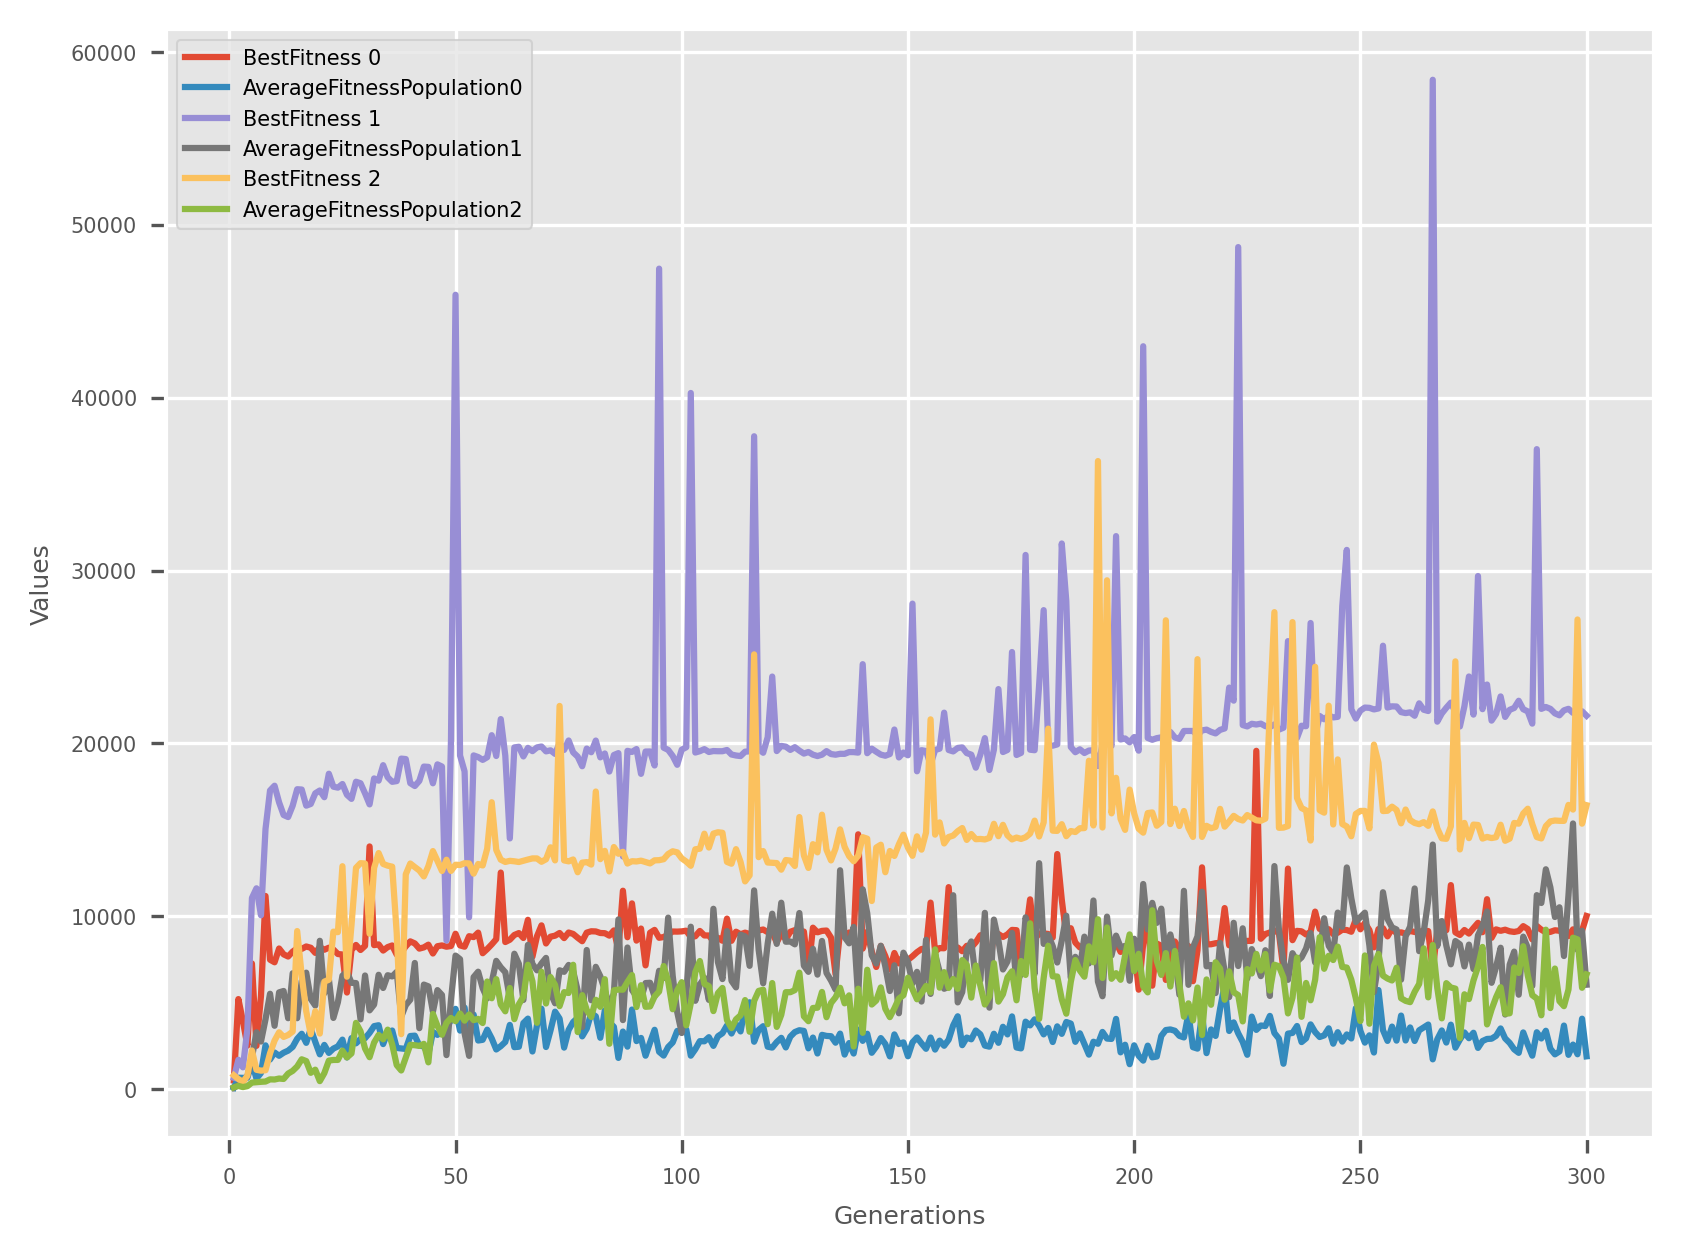 BestFitness 0
AverageFitnessPopulation0
BestFitness 1
AverageFitnessPopulation1
BestFitness 2
AverageFitnessPopulation2
60000
50000
40000
30000
20000
10000
0
Values
0 50 100 150 200 250 300
Generations